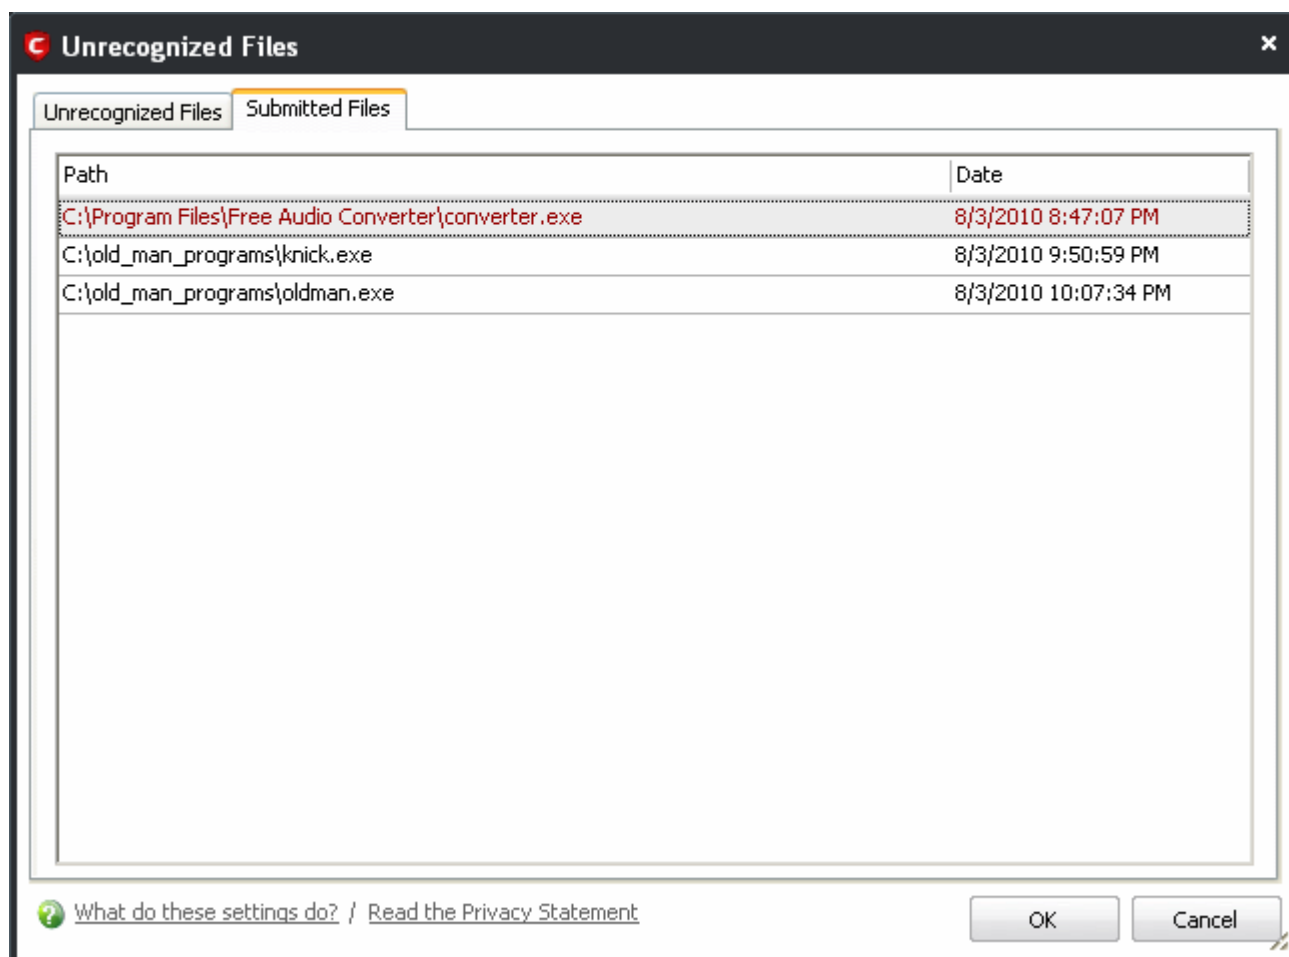 Unrecognized Files
Unrecognized Files Submitted Files
Path Date
C:\Program Files\Free Audio Converter\converter.exe 8/3/2010 8:47:07 PM
C:\old_man_programs\knick.exe 8/3/2010 9:50:59 PM
C:\old_man_programs\oldman.exe 8/3/2010 10:07:34 PM
What do these settings do? / Read the Privacy Statement OK Cancel